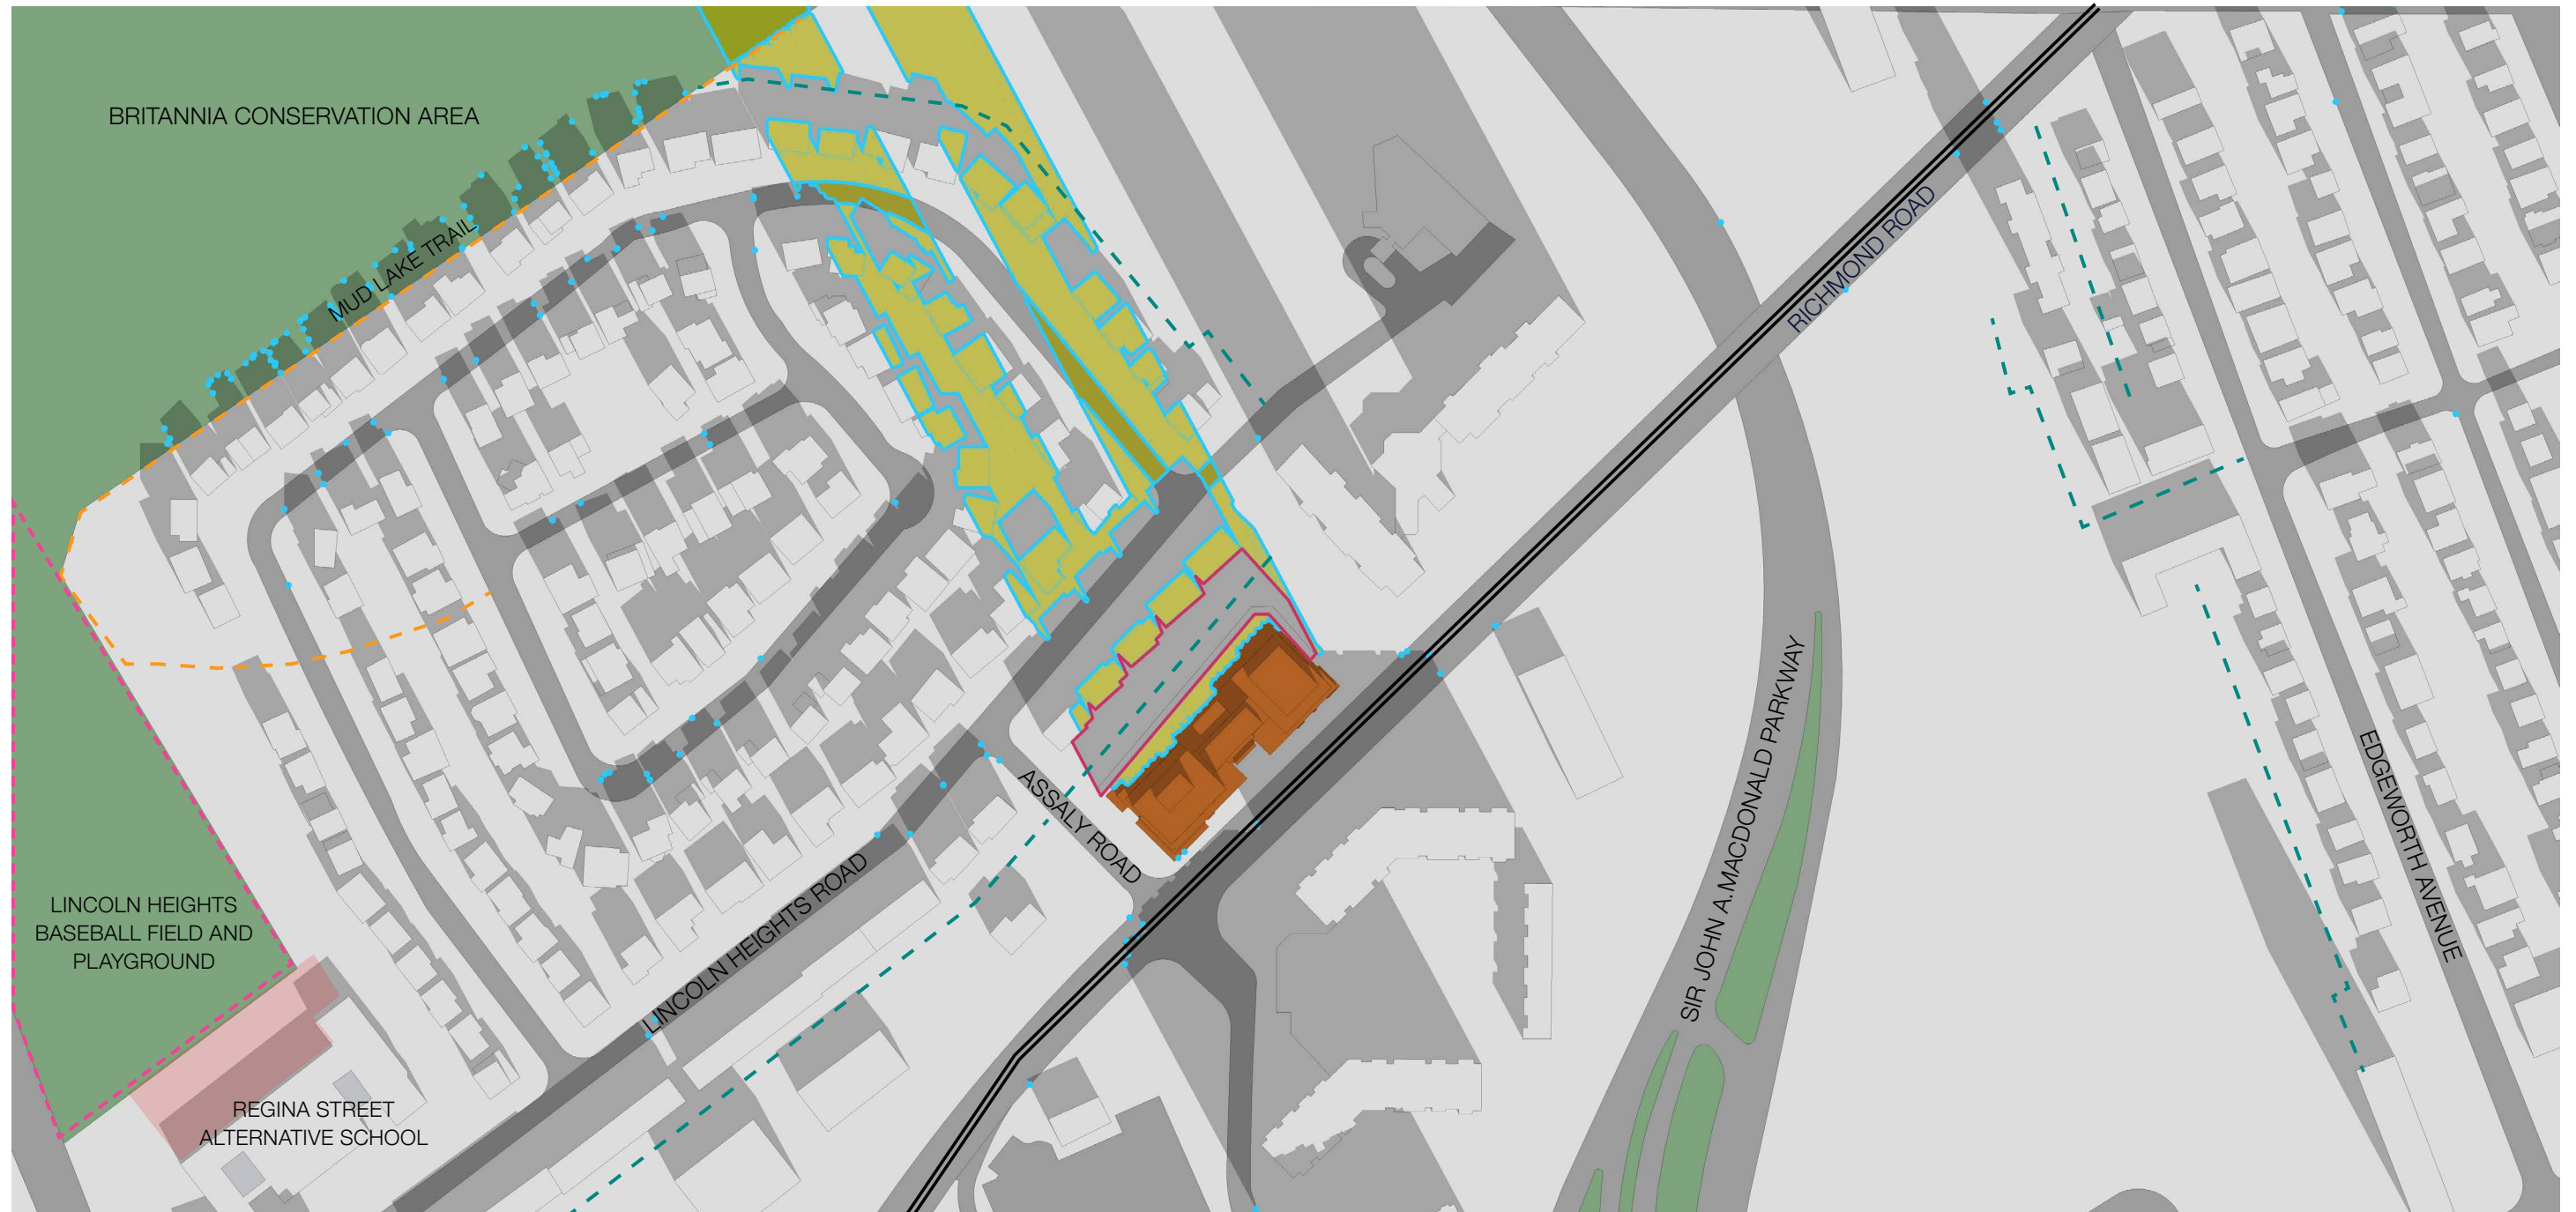 BRITANNIA CONSERVATION AREA
MUD LAKE TRAIL
RICHMOND ROAD
SIR JOHN A.MACDONALD PARKWAY
EDGEWORTH AVENUE
ASSALY ROAD
LINCOLN HEIGHTS ROAD
LINCOLN HEIGHTS
BASEBALL FIELD AND
PLAYGROUND
REGINA STREET
ALTERNATIVE SCHOOL